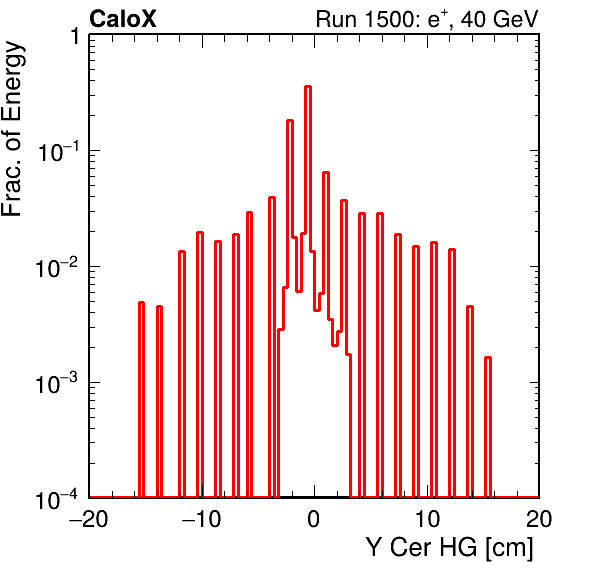 CaloX Run 1500: e⁺, 40 GeV
Frac. of Energy
1
10⁻¹
10⁻²
10⁻³
10⁻⁴
−20 −10 0 10 20
Y Cer HG [cm]